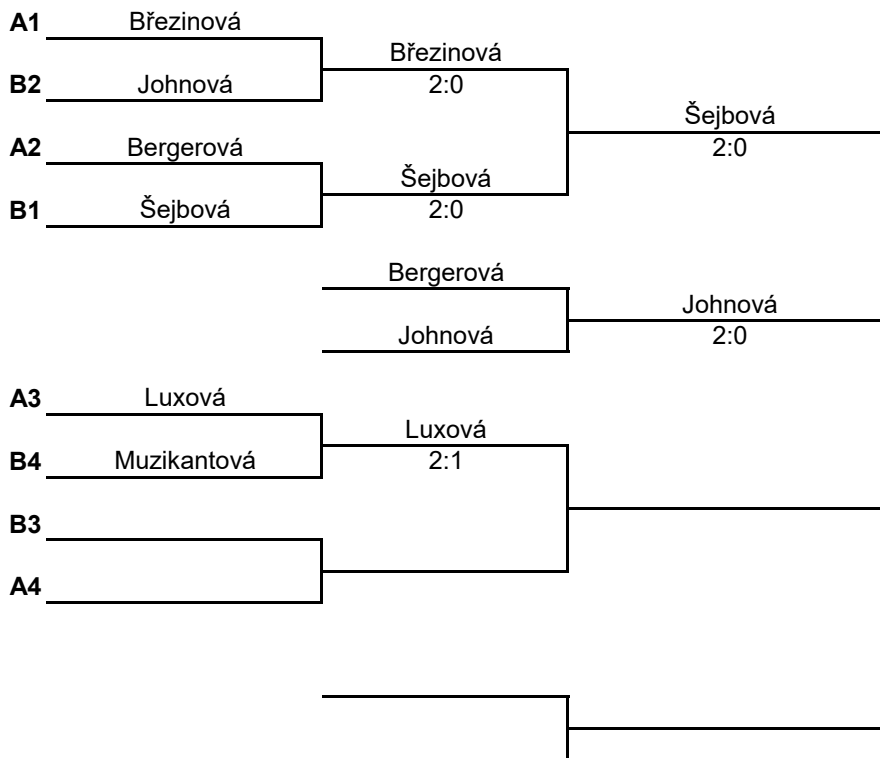 A1 Březinová
Březinová
B2 Johnová 2:0
Šejbová
A2 Bergerová 2:0
Šejbová
B1 Šejbová 2:0
Bergerová
Johnová
Johnová 2:0
A3 Luxová
Luxová
B4 Muzikantová 2:1
B3
A4